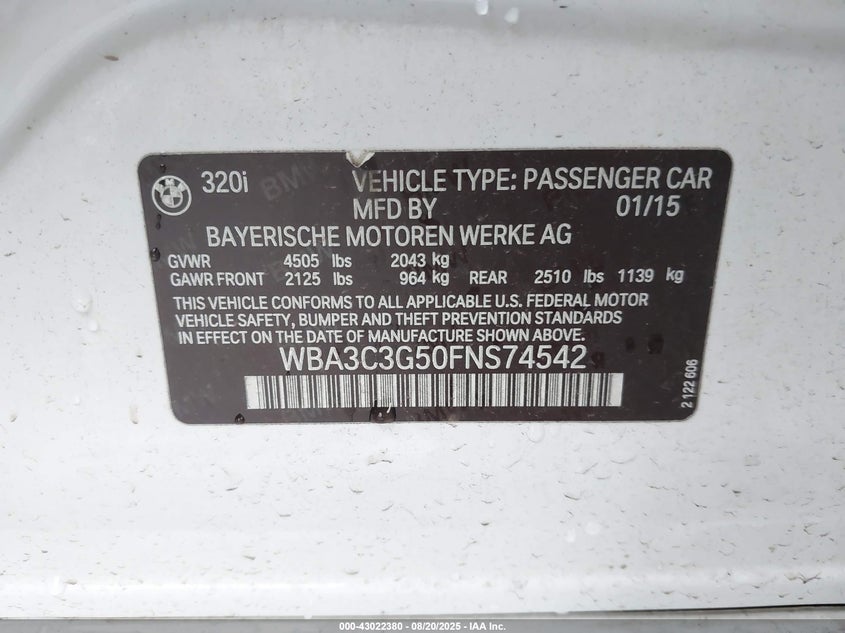 BMW 320i VEHICLE TYPE: PASSENGER CAR
MFD BY 01/15
BAYERISCHE MOTOREN WERKE AG
GVWR 4505 lbs 2043 kg
GAWR FRONT 2125 lbs 964 kg REAR 2510 lbs 1139 kg
THIS VEHICLE CONFORMS TO ALL APPLICABLE U.S. FEDERAL MOTOR
VEHICLE SAFETY, BUMPER AND THEFT PREVENTION STANDARDS
IN EFFECT ON THE DATE OF MANUFACTURE SHOWN ABOVE.
WBA3C3G50FNS74542
2 122 606
000-43022380 - 08/20/2025 - IAA Inc.